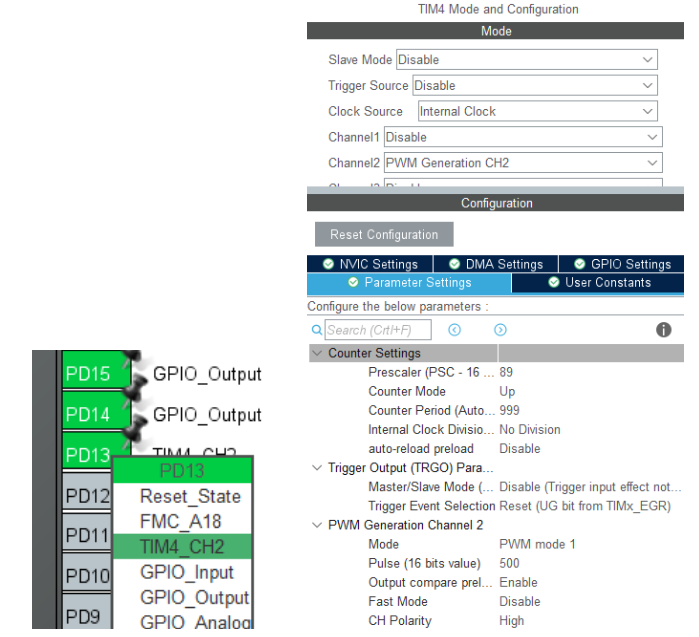 TIM4 Mode and Configuration
Mode
Slave Mode Disable
Trigger Source Disable
Clock Source Internal Clock
Channel1 Disable
Channel2 PWM Generation CH2
Configuration
Reset Configuration
NVIC Settings DMA Settings GPIO Settings
Parameter Settings User Constants
Configure the below parameters :
Search (Crtl+F)
Counter Settings
Prescaler (PSC - 16 ... 89
Counter Mode Up
Counter Period (Auto... 999
Internal Clock Divisio... No Division
auto-reload preload Disable
Trigger Output (TRGO) Para...
Master/Slave Mode (... Disable (Trigger input effect not...
Trigger Event Selection Reset (UG bit from TIMx_EGR)
PWM Generation Channel 2
Mode PWM mode 1
Pulse (16 bits value) 500
Output compare prel... Enable
Fast Mode Disable
CH Polarity High
PD15 GPIO_Output
PD14 GPIO_Output
PD13 TIM4_CH2
PD13
PD12 Reset_State
FMC_A18
PD11
TIM4_CH2
PD10 GPIO_Input
GPIO_Output
PD9 GPIO_Analog